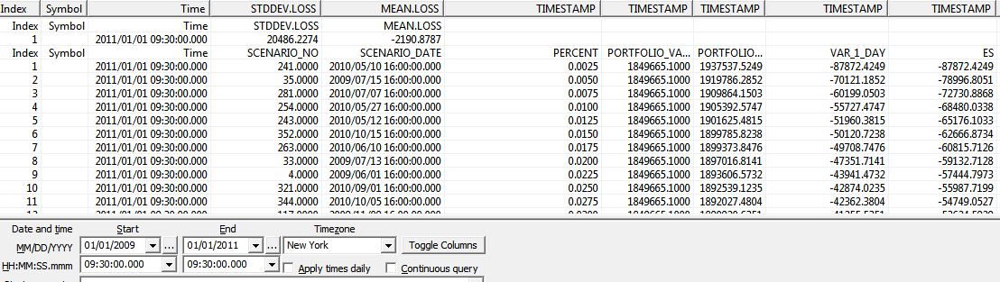 Index Symbol Time STDDEV.LOSS MEAN.LOSS TIMESTAMP TIMESTAMP TIMESTAMP TIMESTAMP TIMESTAMP
Index Symbol Time STDDEV.LOSS MEAN.LOSS
1 2011/01/01 09:30:00.000 20486.2274 -2190.8787
Index Symbol Time SCENARIO_NO SCENARIO_DATE PERCENT PORTFOLIO_VA... PORTFOLIO... VAR_1_DAY ES
1 2011/01/01 09:30:00.000 241.0000 2010/05/10 16:00:00.000 0.0025 1849665.1000 1937537.5249 -87872.4249 -87872.4249
2 2011/01/01 09:30:00.000 35.0000 2009/07/15 16:00:00.000 0.0050 1849665.1000 1919786.2852 -70121.1852 -78996.8051
3 2011/01/01 09:30:00.000 281.0000 2010/07/07 16:00:00.000 0.0075 1849665.1000 1909864.1503 -60199.0503 -72730.8868
4 2011/01/01 09:30:00.000 254.0000 2010/05/27 16:00:00.000 0.0100 1849665.1000 1905392.5747 -55727.4747 -68480.0338
5 2011/01/01 09:30:00.000 243.0000 2010/05/12 16:00:00.000 0.0125 1849665.1000 1901625.4815 -51960.3815 -65176.1033
6 2011/01/01 09:30:00.000 352.0000 2010/10/15 16:00:00.000 0.0150 1849665.1000 1899785.8238 -50120.7238 -62666.8734
7 2011/01/01 09:30:00.000 263.0000 2010/06/10 16:00:00.000 0.0175 1849665.1000 1899373.8476 -49708.7476 -60815.7126
8 2011/01/01 09:30:00.000 33.0000 2009/07/13 16:00:00.000 0.0200 1849665.1000 1897016.8141 -47351.7141 -59132.7128
9 2011/01/01 09:30:00.000 4.0000 2009/06/01 16:00:00.000 0.0225 1849665.1000 1893606.5732 -43941.4732 -57444.7973
10 2011/01/01 09:30:00.000 321.0000 2010/09/01 16:00:00.000 0.0250 1849665.1000 1892539.1235 -42874.0235 -55987.7199
11 2011/01/01 09:30:00.000 344.0000 2010/10/05 16:00:00.000 0.0275 1849665.1000 1892027.4804 -42362.3804 -54749.0527
Date and time Start End Timezone
MM/DD/YYYY 01/01/2009 ... 01/01/2011 ... New York Toggle Columns
HH:MM:SS.mmm 09:30:00.000 09:30:00.000 Apply times daily Continuous query